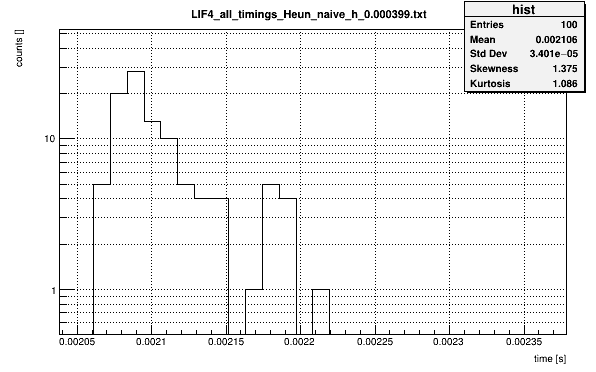 LIF4_all_timings_Heun_naive_h_0.000399.txt
hist
Entries 100
Mean 0.002106
Std Dev 3.401e−05
Skewness 1.375
Kurtosis 1.086
counts []
10
1
0.00205 0.0021 0.00215 0.0022 0.00225 0.0023 0.00235
time [s]